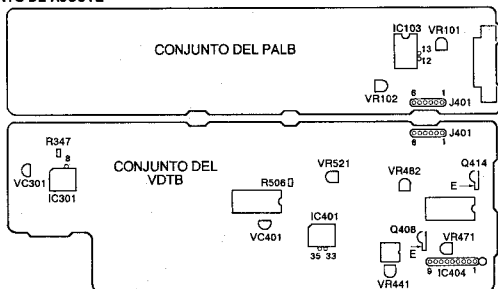 CONJUNTO DEL PALB
IC103
VR101
13
12
VR102
6 1
J401
R347
8
VC301
IC301
CONJUNTO DEL
VDTB
R506
VC401
VR521
IC401
35 33
6 1
J401
VR482
Q414
E
Q408
E
VR471
VR441
9 1
IC404